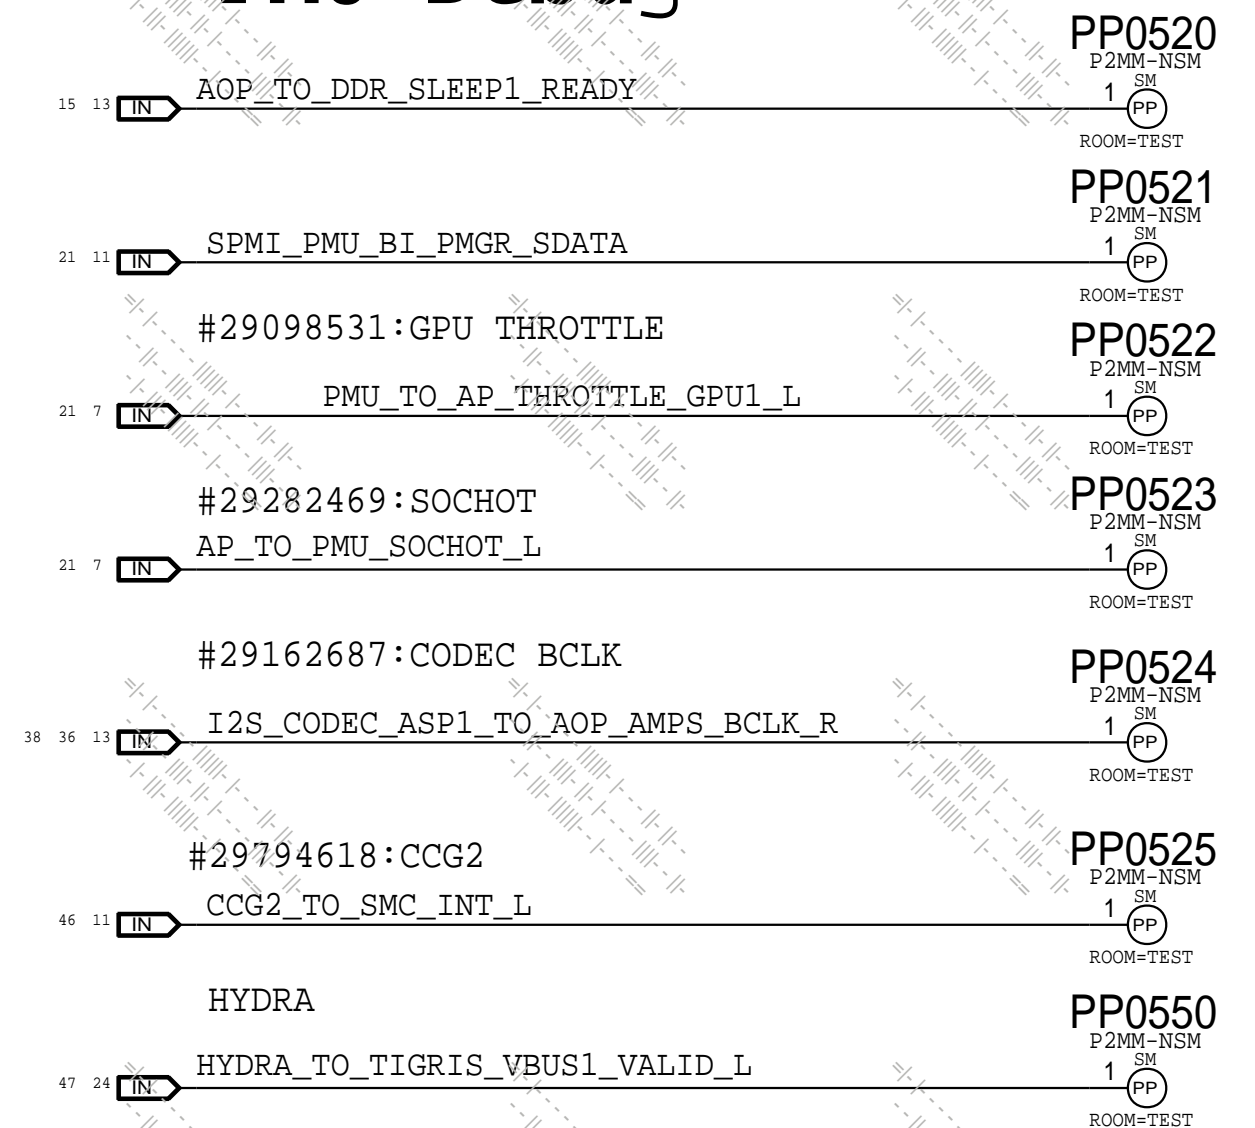 Debug
PP0520
P2MM-NSM
SM
AOP_TO_DDR_SLEEP1_READY
15 13 IN 1 PP
ROOM=TEST
PP0521
P2MM-NSM
SM
SPMI_PMU_BI_PMGR_SDATA
21 11 IN 1 PP
ROOM=TEST
#29098531:GPU THROTTLE
PP0522
P2MM-NSM
SM
PMU_TO_AP_THROTTLE_GPU1_L
21 7 IN 1 PP
ROOM=TEST
#29282469:SOCHOT
PP0523
P2MM-NSM
SM
AP_TO_PMU_SOCHOT_L
21 7 IN 1 PP
ROOM=TEST
#29162687:CODEC BCLK
PP0524
P2MM-NSM
SM
I2S_CODEC_ASP1_TO_AOP_AMPS_BCLK_R
38 36 13 IN 1 PP
ROOM=TEST
#29794618:CCG2
PP0525
P2MM-NSM
SM
CCG2_TO_SMC_INT_L
46 11 IN 1 PP
ROOM=TEST
HYDRA
PP0550
P2MM-NSM
SM
HYDRA_TO_TIGRIS_VBUS1_VALID_L
47 24 IN 1 PP
ROOM=TEST